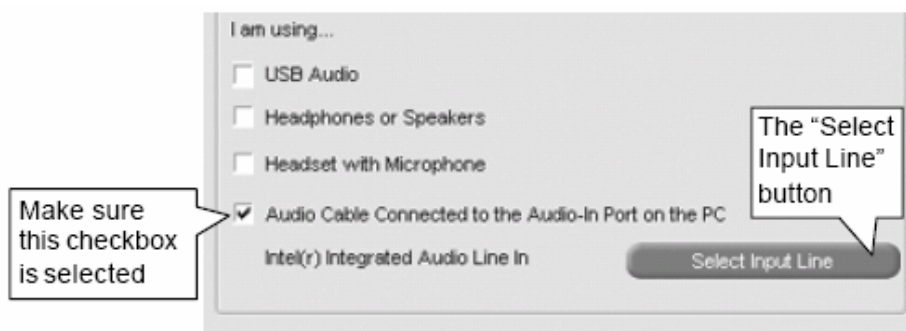 I am using...
USB Audio
Headphones or Speakers
The “Select
Input Line”
button
Headset with Microphone
Make sure
this checkbox
is selected
Audio Cable Connected to the Audio-In Port on the PC
Intel(r) Integrated Audio Line In
Select Input Line